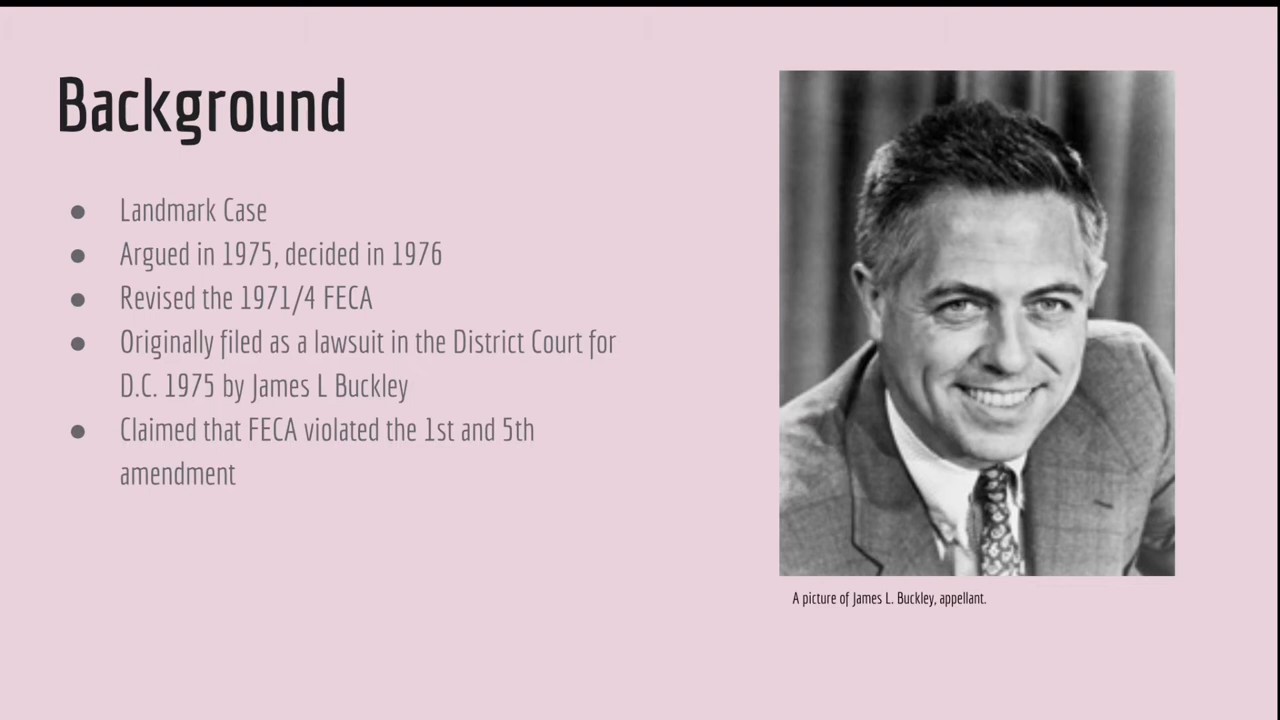 Background
● Landmark Case
● Argued in 1975, decided in 1976
● Revised the 1971/4 FECA
● Originally filed as a lawsuit in the District Court for
D.C. 1975 by James L Buckley
● Claimed that FECA violated the 1st and 5th
amendment
A picture of James L. Buckley, appellant.